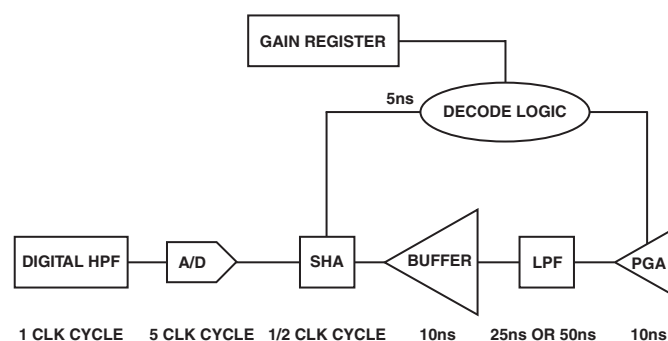 GAIN REGISTER
5ns
DECODE LOGIC
DIGITAL HPF
A/D
SHA
BUFFER
LPF
PGA
1 CLK CYCLE
5 CLK CYCLE
1/2 CLK CYCLE
10ns
25ns OR 50ns
10ns